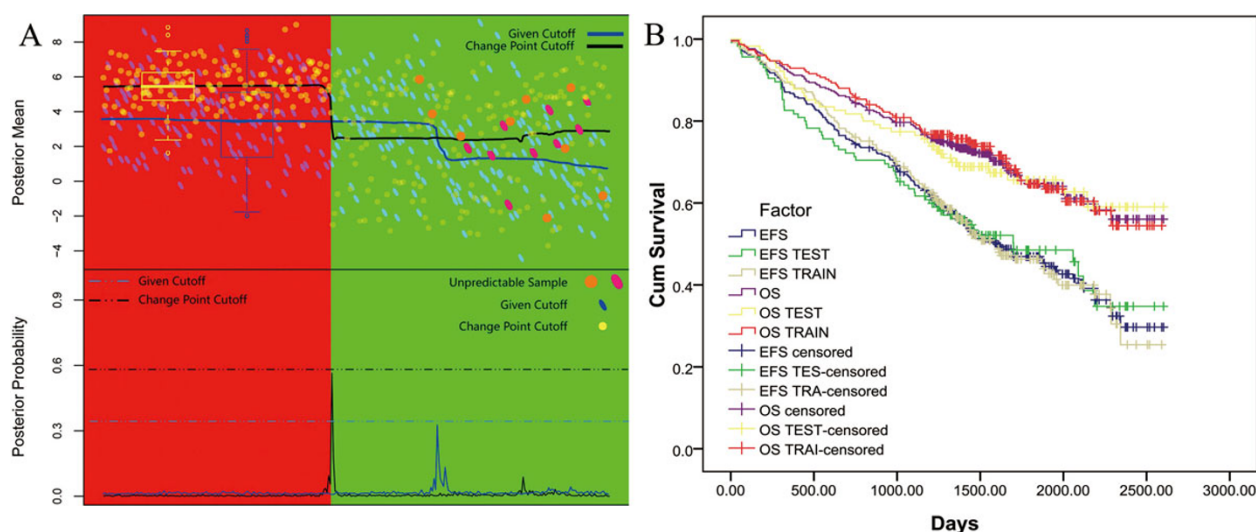 A
Given Cutoff
Change Point Cutoff
Posterior Mean
8
6
4
2
0
−2
−4
Given Cutoff
Change Point Cutoff
Unpredictable Sample
Given Cutoff
Change Point Cutoff
Posterior Probability
0.9
0.6
0.3
0.0
B
Cum Survival
1.0
0.8
0.6
0.4
0.2
0.0
Factor
EFS
EFS TEST
EFS TRAIN
OS
OS TEST
OS TRAIN
EFS censored
EFS TES-censored
EFS TRA-censored
OS censored
OS TEST-censored
OS TRAI-censored
0.00 500.00 1000.00 1500.00 2000.00 2500.00 3000.00
Days